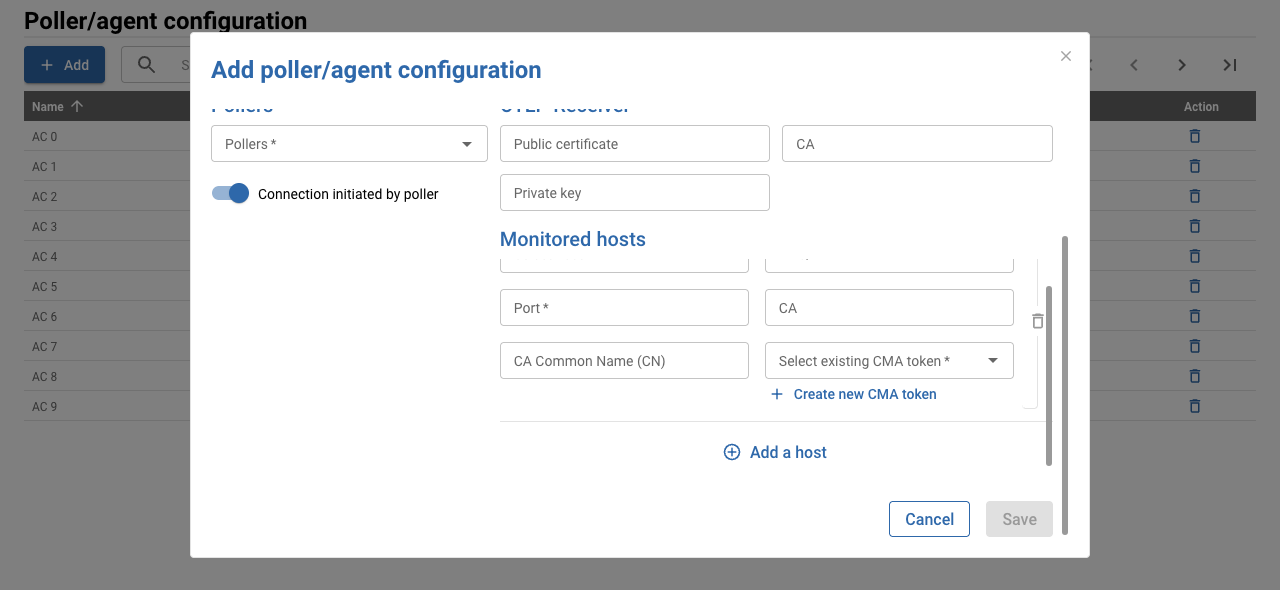 Poller/agent configuration
Add
S
Name
Action
AC 0
AC 1
AC 2
AC 3
AC 4
AC 5
AC 6
AC 7
AC 8
AC 9
Add poller/agent configuration
Pollers
OTLP Receiver
Pollers *
Public certificate
CA
Connection initiated by poller
Private key
Monitored hosts
Port *
CA
CA Common Name (CN)
Select existing CMA token *
Create new CMA token
Add a host
Cancel
Save